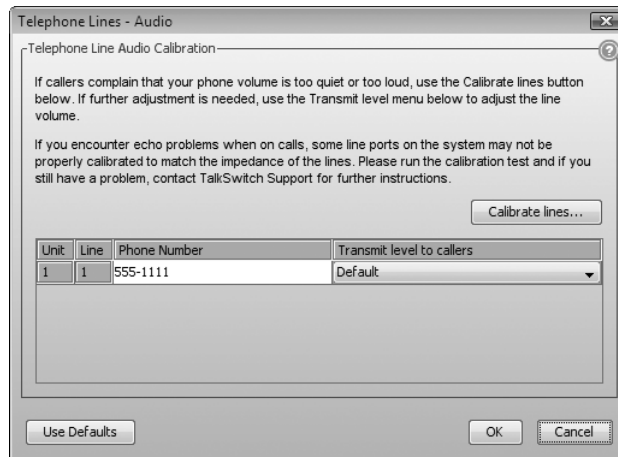 Telephone Lines - Audio
Telephone Line Audio Calibration
If callers complain that your phone volume is too quiet or too loud, use the Calibrate lines button
below. If further adjustment is needed, use the Transmit level menu below to adjust the line
volume.
If you encounter echo problems when on calls, some line ports on the system may not be
properly calibrated to match the impedance of the lines. Please run the calibration test and if you
still have a problem, contact TalkSwitch Support for further instructions.
Calibrate lines...
Unit Line Phone Number Transmit level to callers
1 1 555-1111 Default
Use Defaults OK Cancel